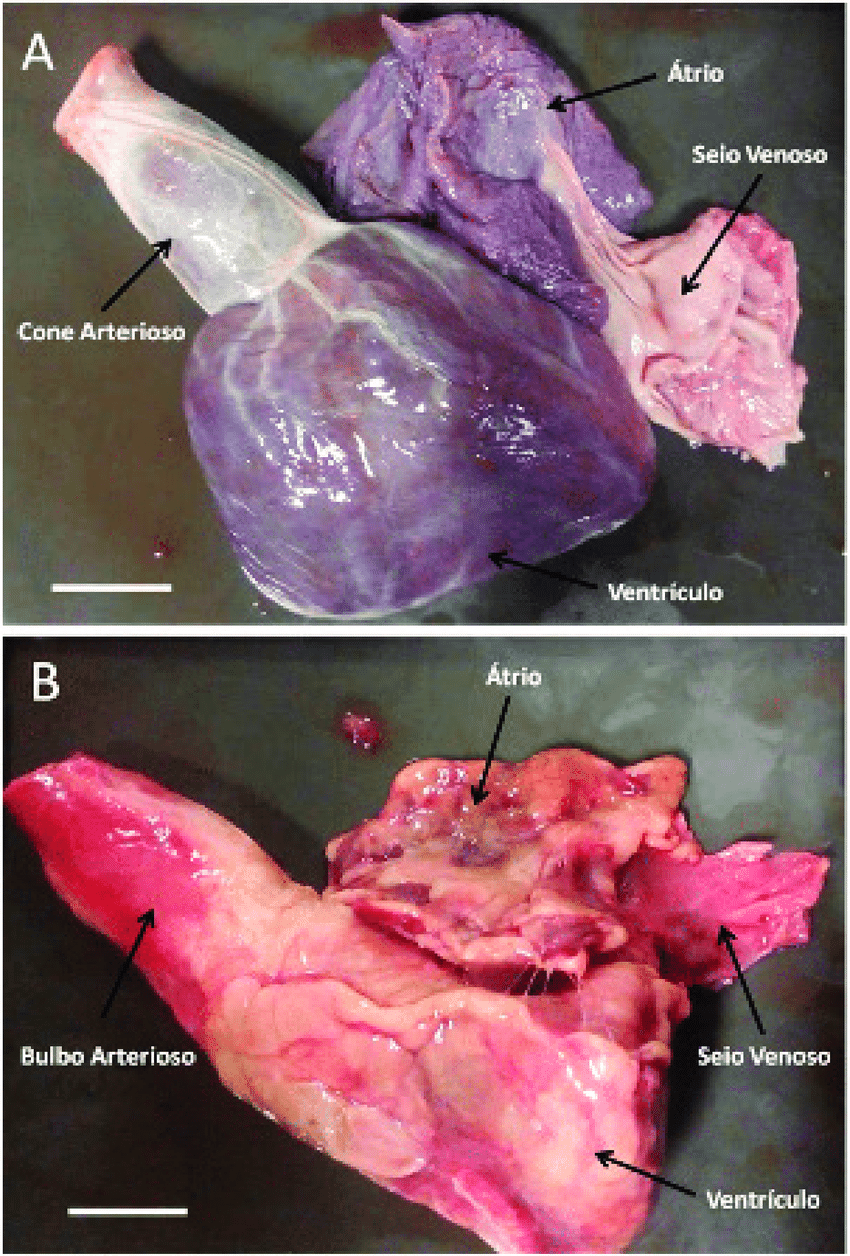 A
Átrio
Seio Venoso
Cone Arterioso
Ventrículo
B
Átrio
Bulbo Arterioso
Seio Venoso
Ventrículo